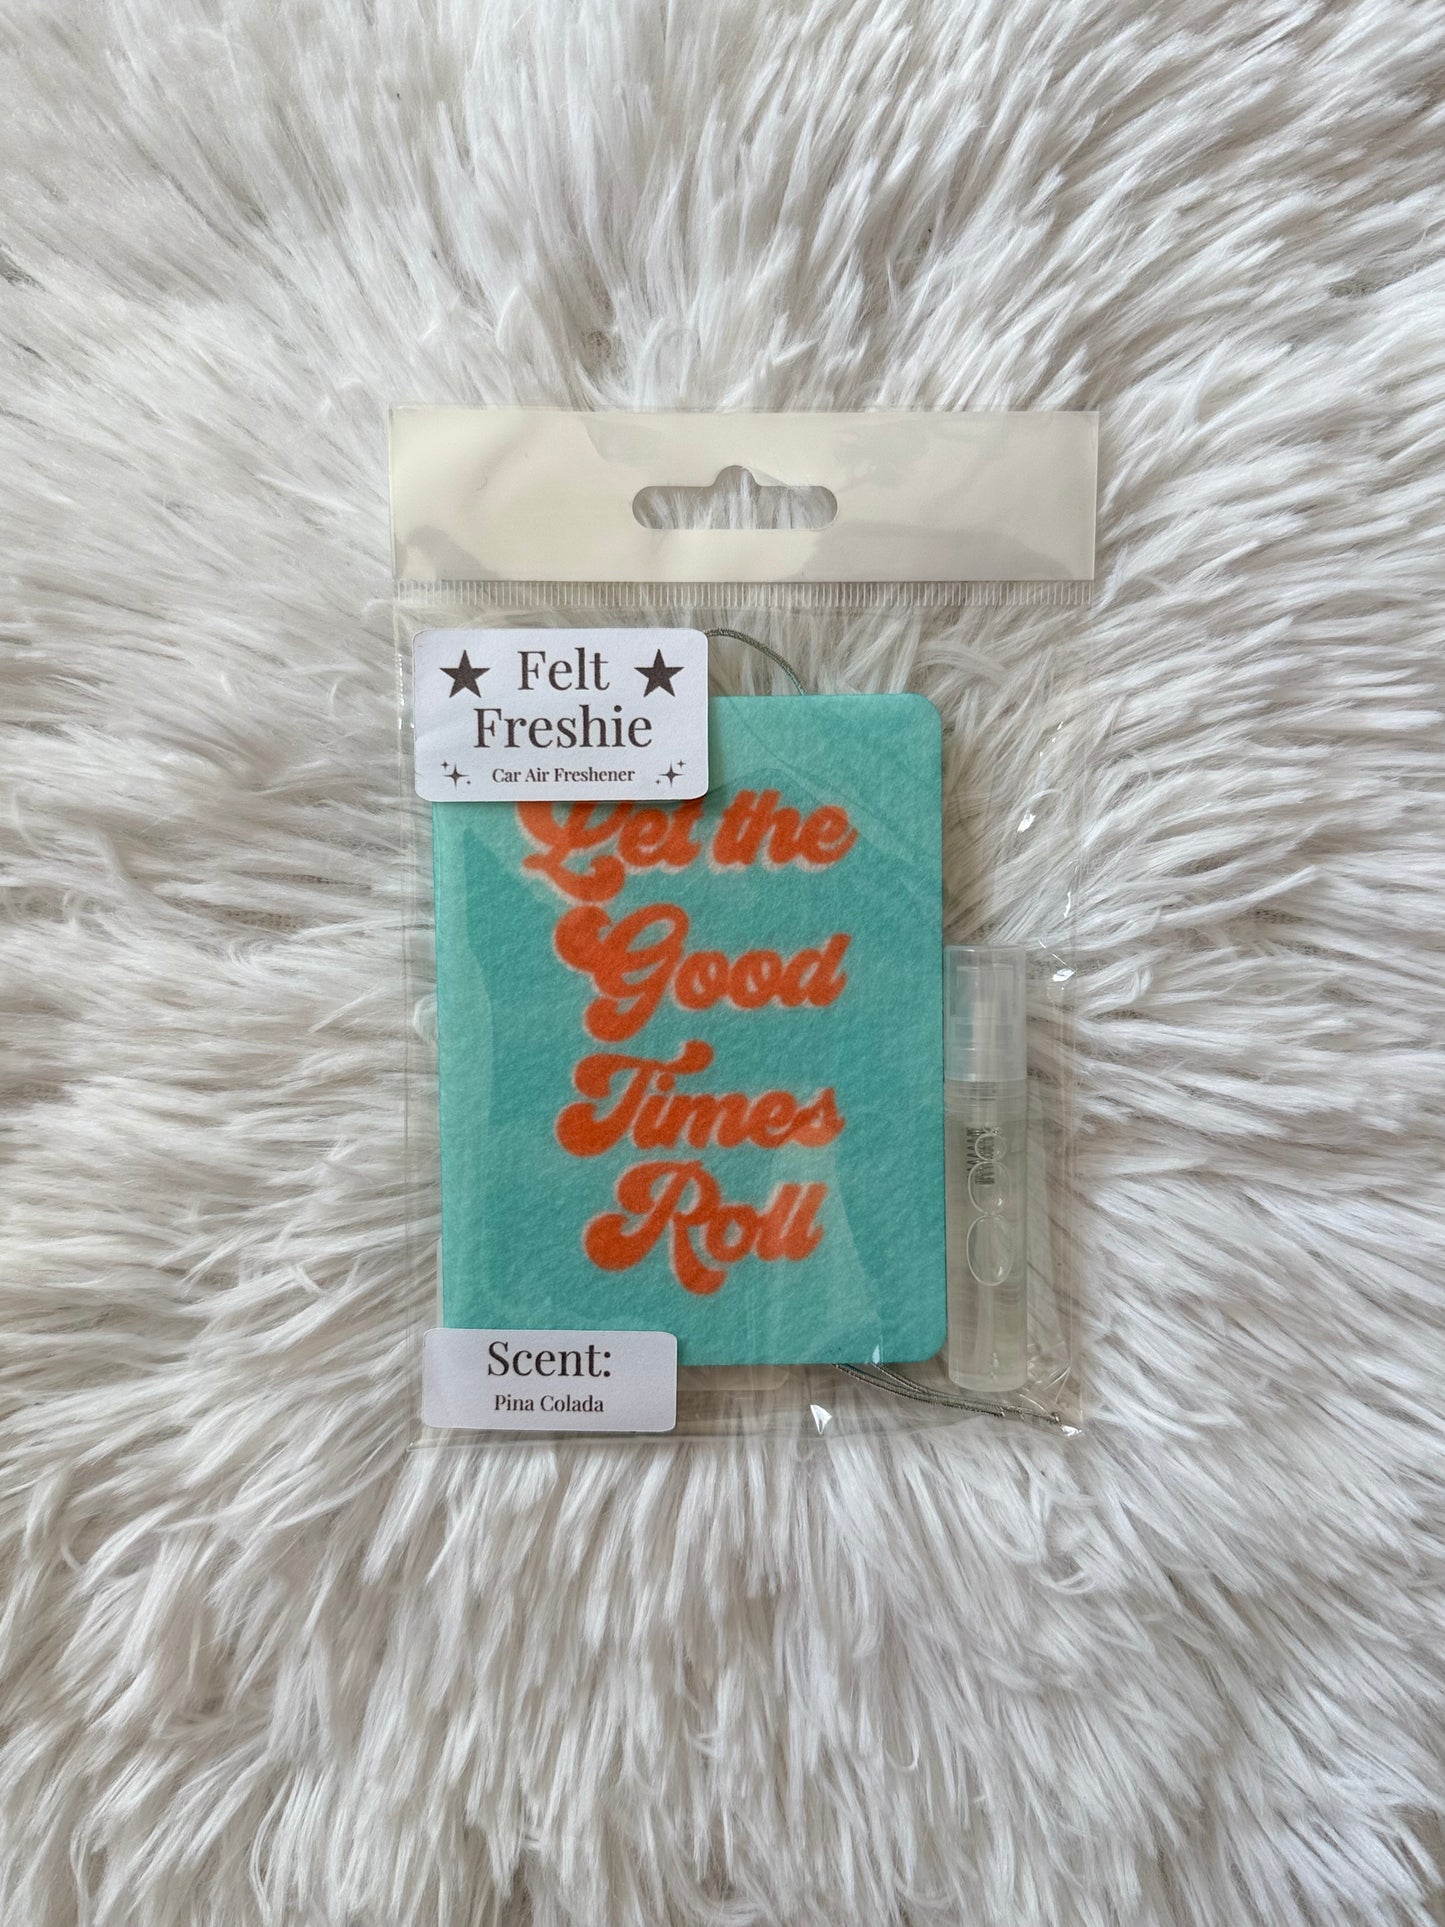 Felt
Freshie
Car Air Freshener
Let the
Good
Times
Roll
Scent:
Pina Colada